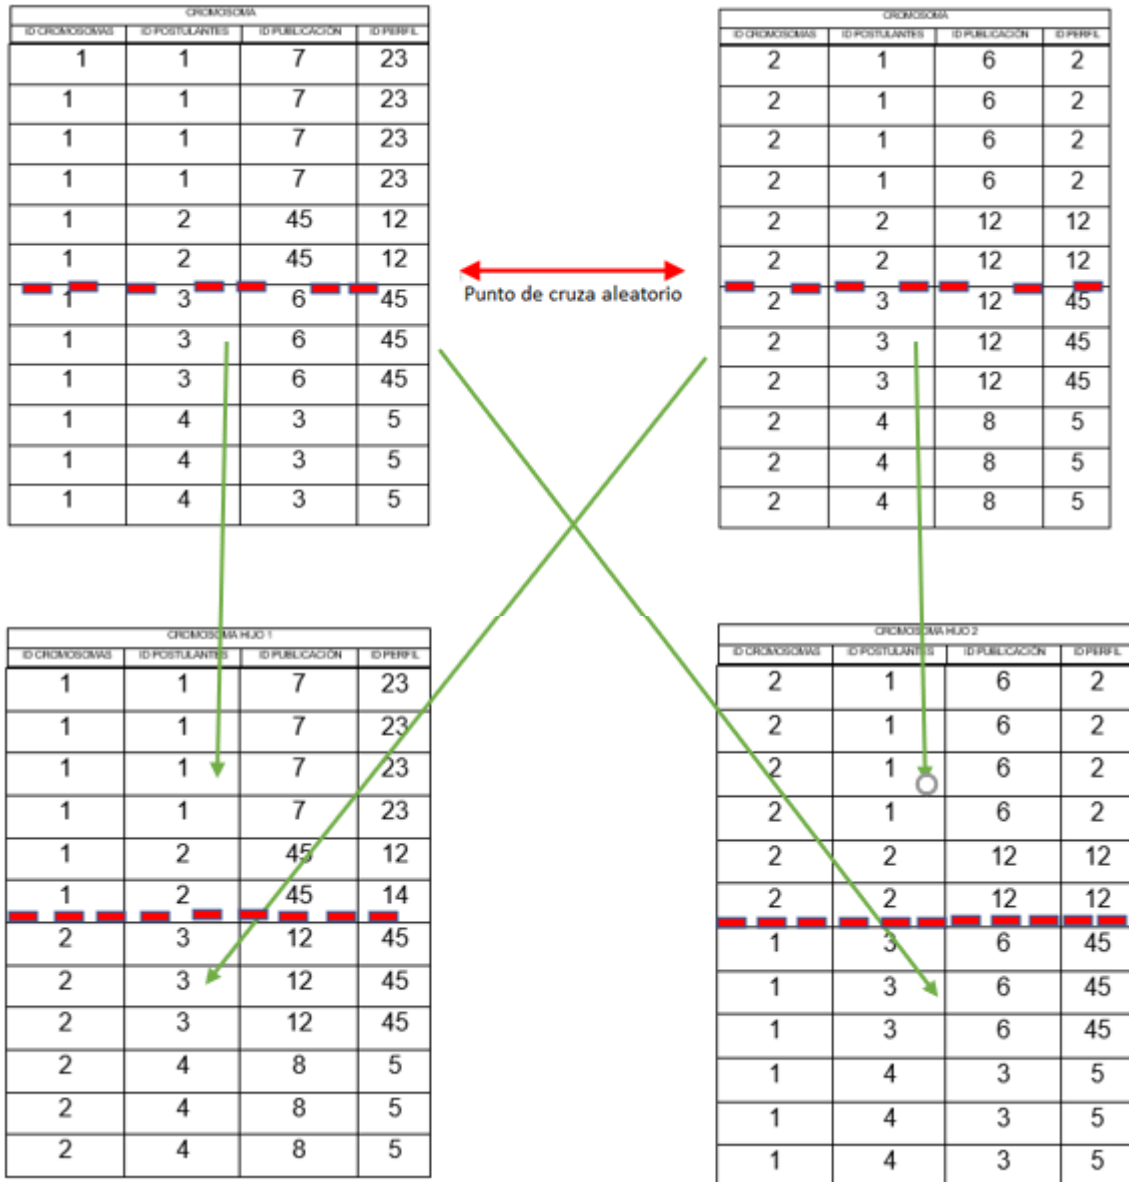 CROMOSOMA
ID CROMOSOMAS ID POSTULANTES ID PUBLICACIÓN ID PERFIL
1 1 7 23
1 1 7 23
1 1 7 23
1 1 7 23
1 2 45 12
1 2 45 12
1 3 6 45
1 3 6 45
1 3 6 45
1 4 3 5
1 4 3 5
1 4 3 5
Punto de cruza aleatorio
CROMOSOMA
ID CROMOSOMAS ID POSTULANTES ID PUBLICACIÓN ID PERFIL
2 1 6 2
2 1 6 2
2 1 6 2
2 1 6 2
2 2 12 12
2 2 12 12
2 3 12 45
2 3 12 45
2 3 12 45
2 4 8 5
2 4 8 5
2 4 8 5
CROMOSOMA HIJO 1
ID CROMOSOMAS ID POSTULANTES ID PUBLICACIÓN ID PERFIL
1 1 7 23
1 1 7 23
1 1 7 23
1 1 7 23
1 2 45 12
1 2 45 14
2 3 12 45
2 3 12 45
2 3 12 45
2 4 8 5
2 4 8 5
2 4 8 5
CROMOSOMA HIJO 2
ID CROMOSOMAS ID POSTULANTES ID PUBLICACIÓN ID PERFIL
2 1 6 2
2 1 6 2
2 1 6 2
2 1 6 2
2 2 12 12
2 2 12 12
1 3 6 45
1 3 6 45
1 3 6 45
1 4 3 5
1 4 3 5
1 4 3 5